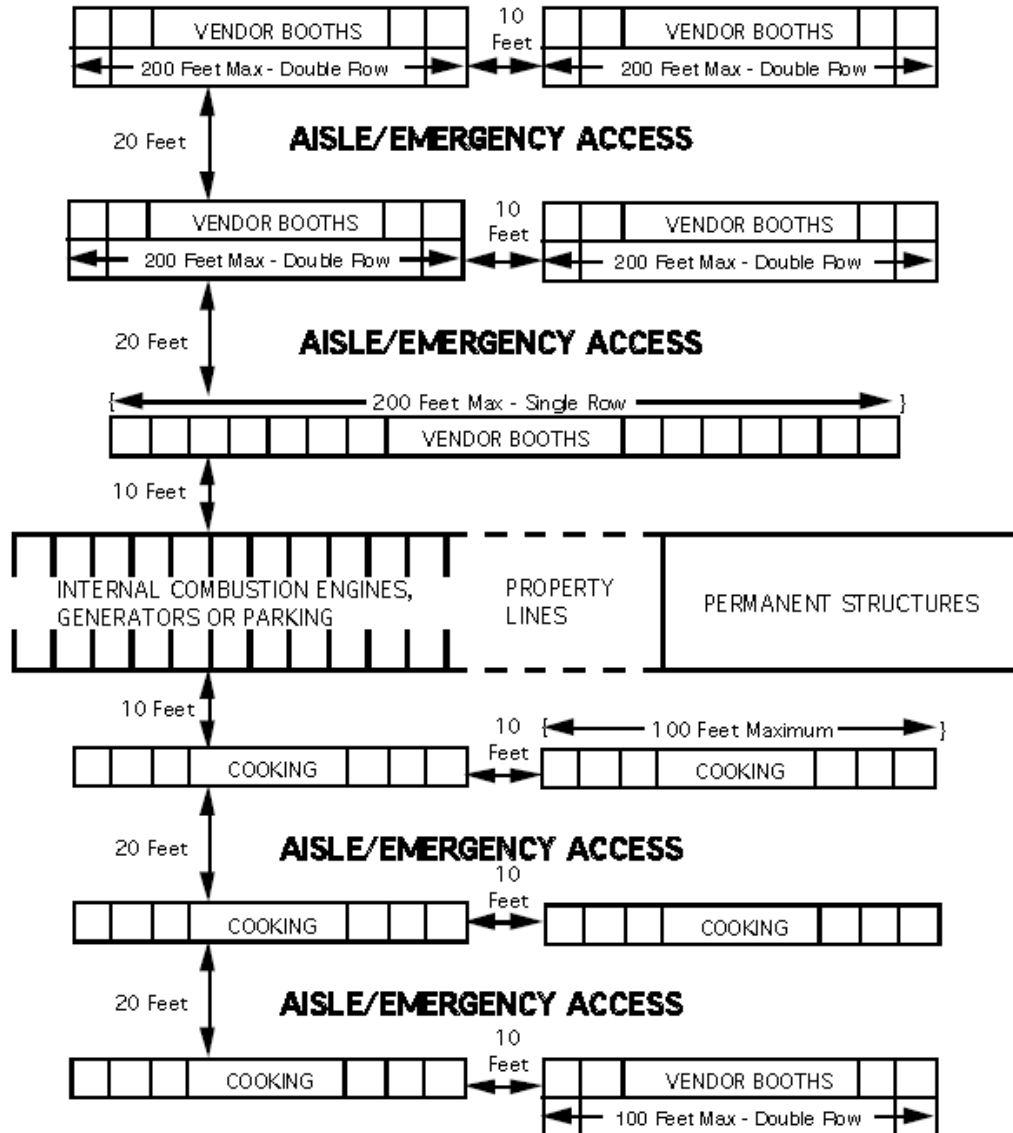 VENDOR BOOTHS
10
Feet
VENDOR BOOTHS
200 Feet Max - Double Row
200 Feet Max - Double Row
20 Feet
AISLE/EMERGENCY ACCESS
VENDOR BOOTHS
10
Feet
VENDOR BOOTHS
200 Feet Max - Double Row
200 Feet Max - Double Row
20 Feet
AISLE/EMERGENCY ACCESS
{ 200 Feet Max - Single Row }
VENDOR BOOTHS
10 Feet
INTERNAL COMBUSTION ENGINES,
GENERATORS OR PARKING
PROPERTY
LINES
PERMANENT STRUCTURES
10 Feet
10
Feet
{ 100 Feet Maximum }
COOKING
COOKING
20 Feet
AISLE/EMERGENCY ACCESS
10
Feet
COOKING
COOKING
20 Feet
AISLE/EMERGENCY ACCESS
10
Feet
COOKING
VENDOR BOOTHS
100 Feet Max - Double Row